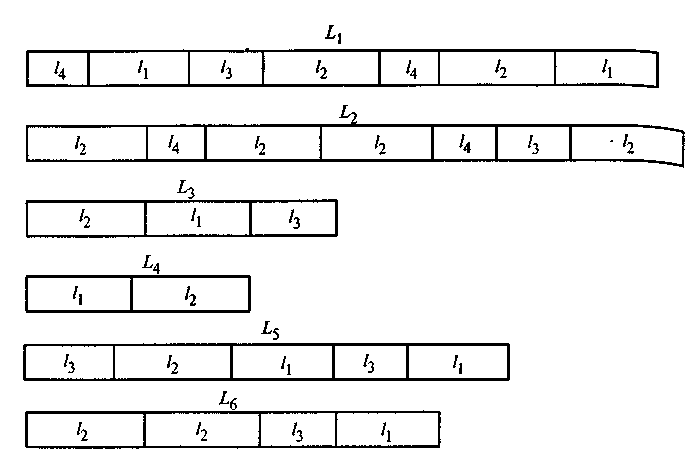 L₁
l₄ l₁ l₃ l₂ l₄ l₂ l₁
L₂
l₂ l₄ l₂ l₂ l₄ l₃ l₂
L₃
l₂ l₁ l₃
L₄
l₁ l₂
L₅
l₃ l₂ l₁ l₃ l₁
L₆
l₂ l₂ l₃ l₁